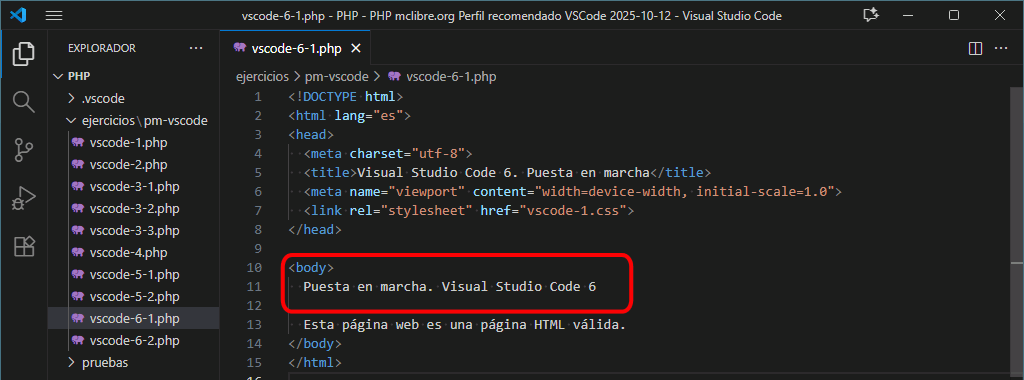 vscode-6-1.php - PHP - PHP mclibre.org Perfil recomendado VSCode 2025-10-12 - Visual Studio Code
EXPLORADOR
PHP
.vscode
ejercicios\pm-vscode
vscode-1.php
vscode-2.php
vscode-3-1.php
vscode-3-2.php
vscode-3-3.php
vscode-4.php
vscode-5-1.php
vscode-5-2.php
vscode-6-1.php
vscode-6-2.php
pruebas
vscode-6-1.php
ejercicios > pm-vscode > vscode-6-1.php
1 <!DOCTYPE html>
2 <html lang="es">
3 <head>
4   <meta charset="utf-8">
5   <title>Visual Studio Code 6. Puesta en marcha</title>
6   <meta name="viewport" content="width=device-width, initial-scale=1.0">
7   <link rel="stylesheet" href="vscode-1.css">
8 </head>
9
10 <body>
11   Puesta en marcha. Visual Studio Code 6
12
13   Esta página web es una página HTML válida.
14 </body>
15 </html>
16